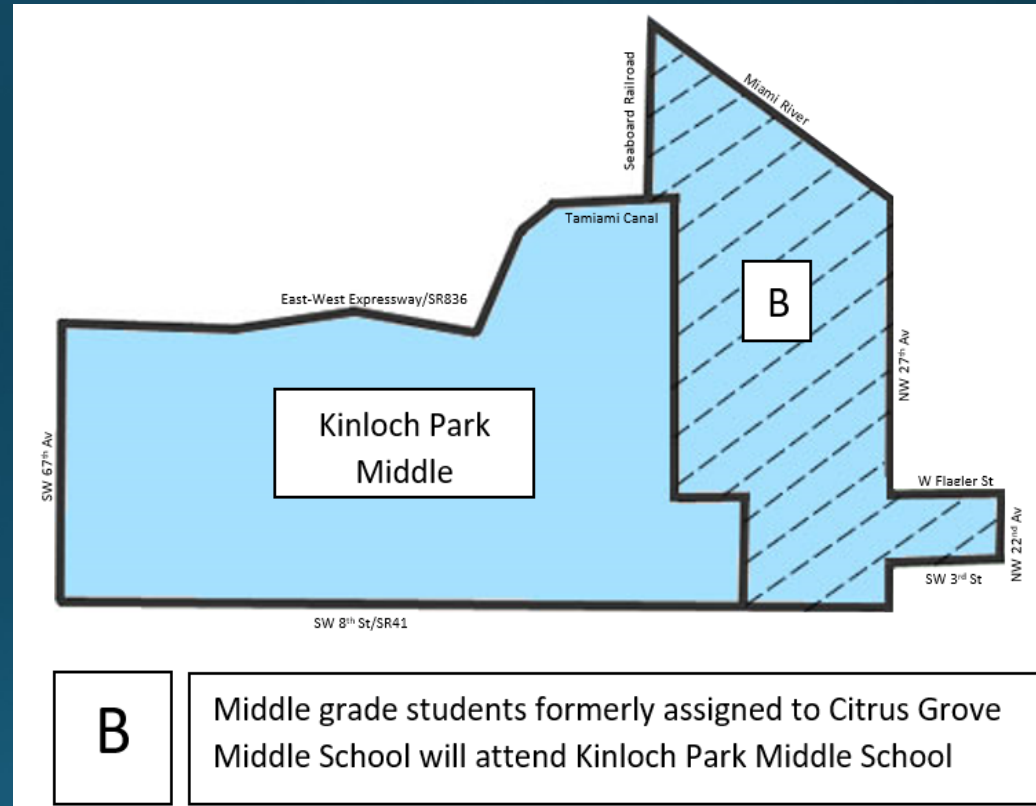 Seaboard Railroad
Miami River
Tamiami Canal
East-West Expressway/SR836
B
NW 27th Av
Kinloch Park
Middle
SW 67th Av
W Flagler St
NW 22nd Av
SW 3rd St
SW 8th St/SR41
B
Middle grade students formerly assigned to Citrus Grove
Middle School will attend Kinloch Park Middle School